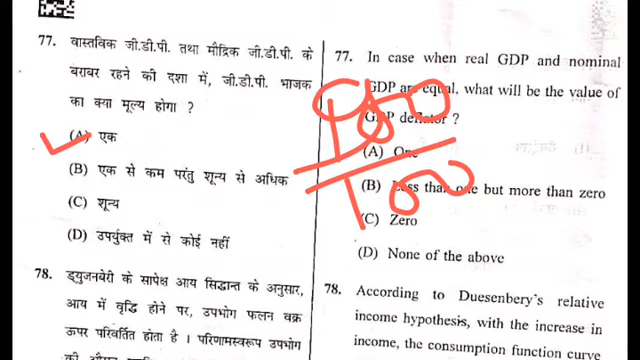 77. वास्तविक जी.डी.पी. तथा मौद्रिक जी.डी.पी. के
बराबर रहने की दशा में, जी.डी.पी. भाजक
का क्या मूल्य होगा ?
(A) एक
(B) एक से कम परंतु शून्य से अधिक
(C) शून्य
(D) उपर्युक्त में से कोई नहीं
78. ड्युजनबेरी के सापेक्ष आय सिद्धान्त के अनुसार,
आय में वृद्धि होने पर, उपभोग फलन वक्र
ऊपर परिवर्तित होता है । परिणामस्वरूप उपभोग
की औसत
77. In case when real GDP and nominal
GDP are equal, what will be the value of
GDP deflator ?
(A) One
(B) Less than one but more than zero
(C) Zero
(D) None of the above
78. According to Duesenbery's relative
income hypothesis, with the increase in
income, the consumption function curve
100